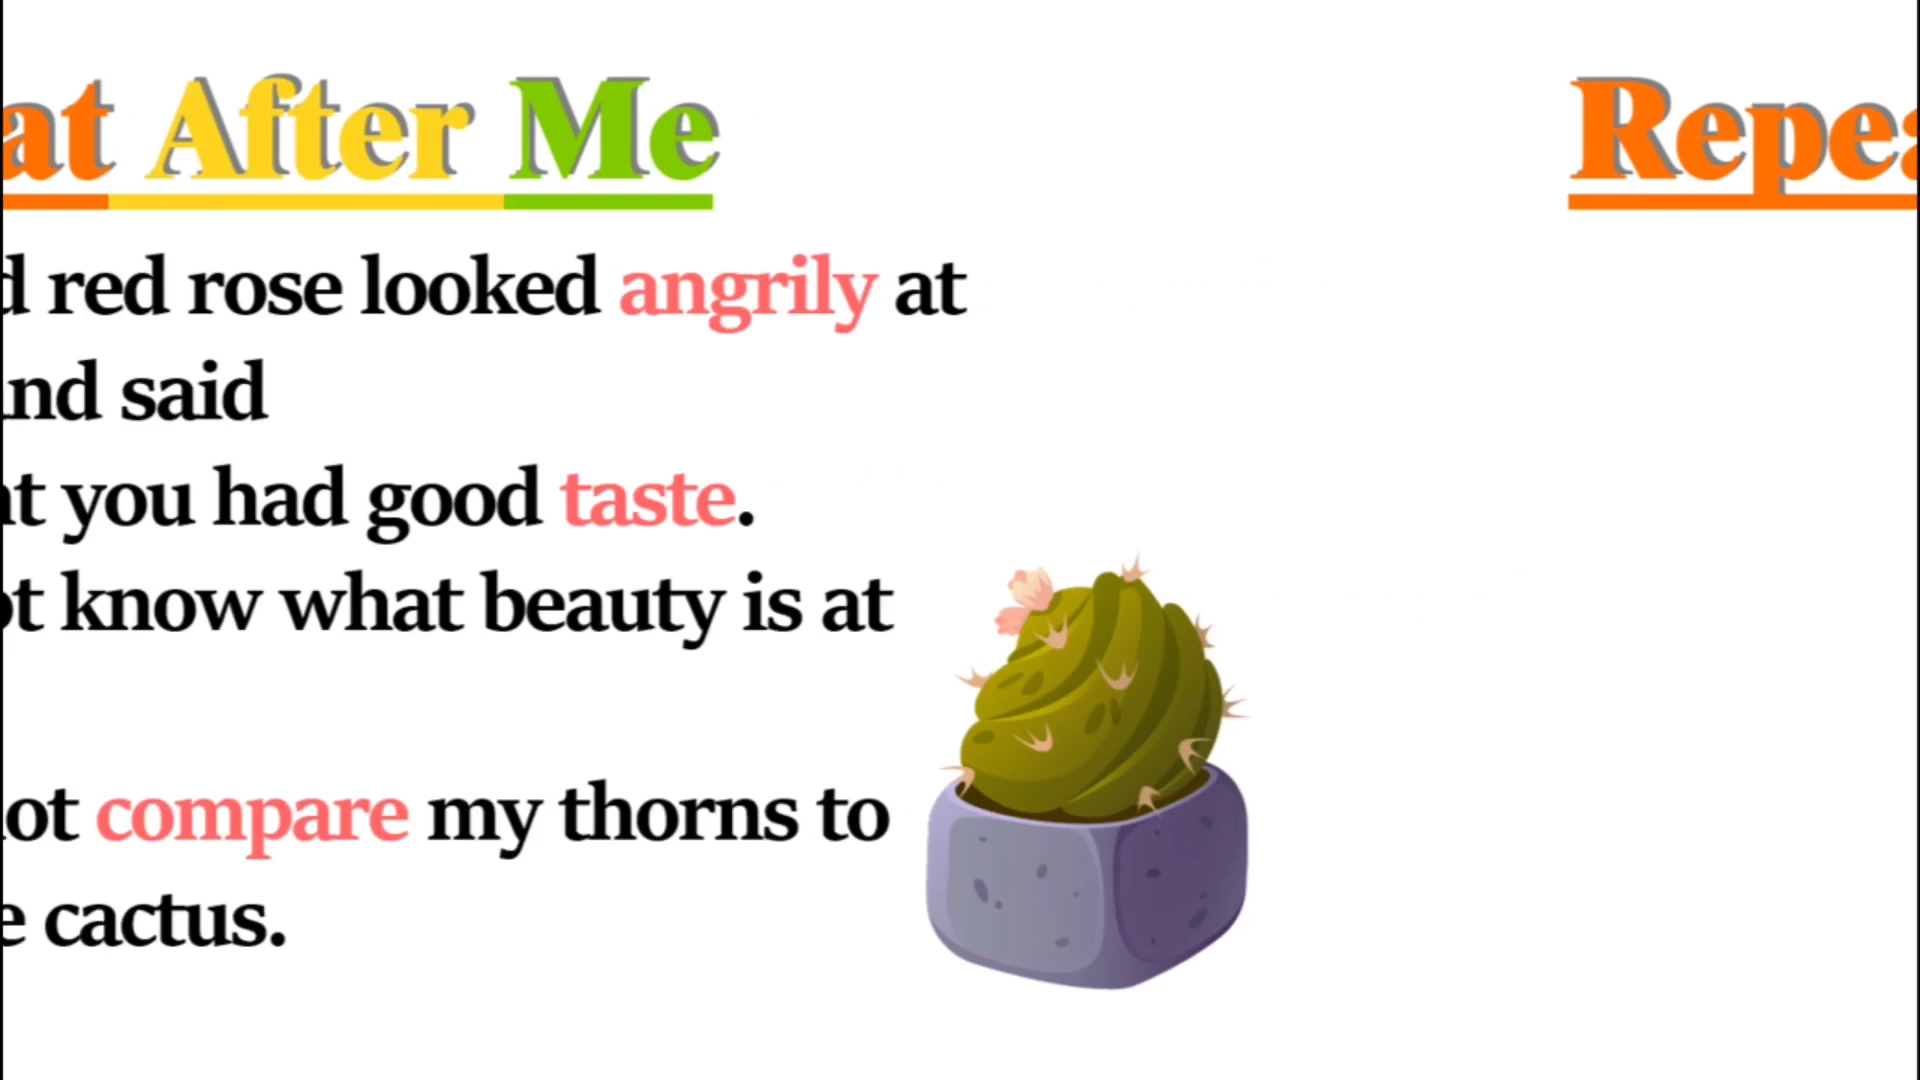 at After Me
Repea
d red rose looked angrily at
nd said
t you had good taste.
t know what beauty is at
ot compare my thorns to
e cactus.